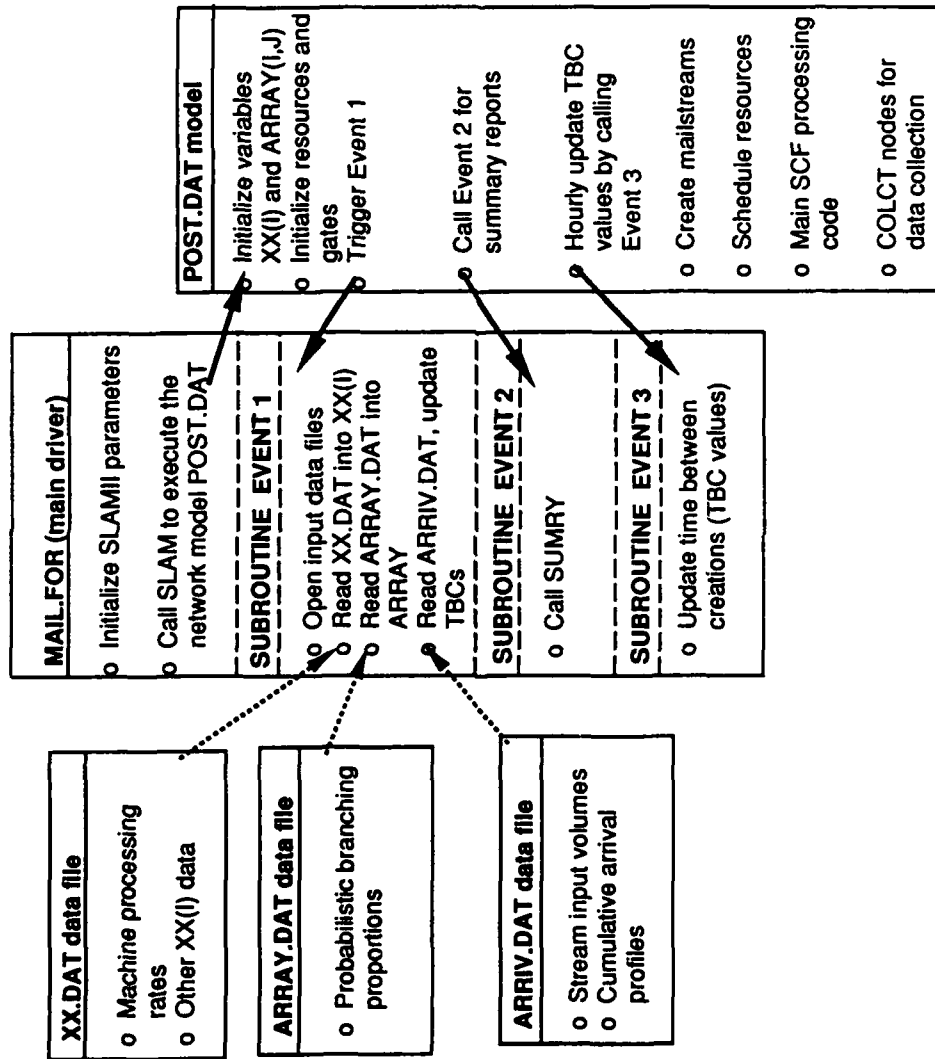 XX.DAT data file
o Machine processing
rates
o Other XX(I) data
ARRAY.DAT data file
o Probabilistic branching
proportions
ARRIV.DAT data file
o Stream input volumes
o Cumulative arrival
profiles
MAIL.FOR (main driver)
o Initialize SLAMII parameters
o Call SLAM to execute the
network model POST.DAT
SUBROUTINE EVENT 1
o Open input data files
o Read XX.DAT into XX(I)
o Read ARRAY.DAT into
ARRAY
o Read ARRIV.DAT, update
TBCs
SUBROUTINE EVENT 2
o Call SUMRY
SUBROUTINE EVENT 3
o Update time between
creations (TBC values)
POST.DAT model
o Initialize variables
XX(I) and ARRAY(I,J)
o Initialize resources and
gates
o Trigger Event 1
o Call Event 2 for
summary reports
o Hourly update TBC
values by calling
Event 3
o Create mailstreams
o Schedule resources
o Main SCF processing
code
o COLCT nodes for
data collection